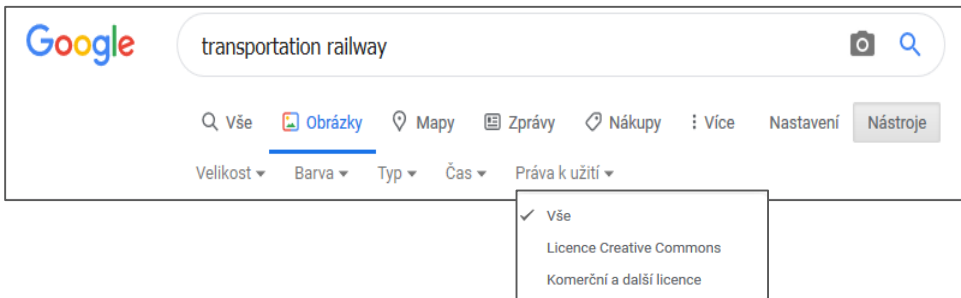 Google transportation railway
Vše Obrázky Mapy Zprávy Nákupy Více Nastavení Nástroje
Velikost Barva Typ Čas Práva k užití
Vše
Licence Creative Commons
Komerční a další licence